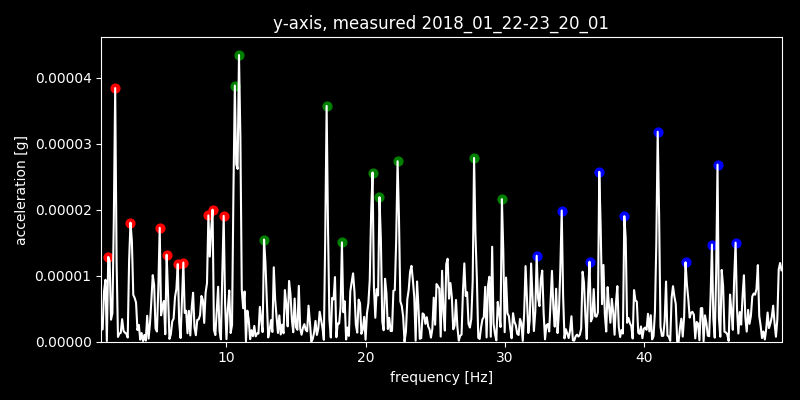 y-axis, measured 2018_01_22-23_20_01
acceleration [g]
0.00004
0.00003
0.00002
0.00001
0.00000
10 20 30 40
frequency [Hz]